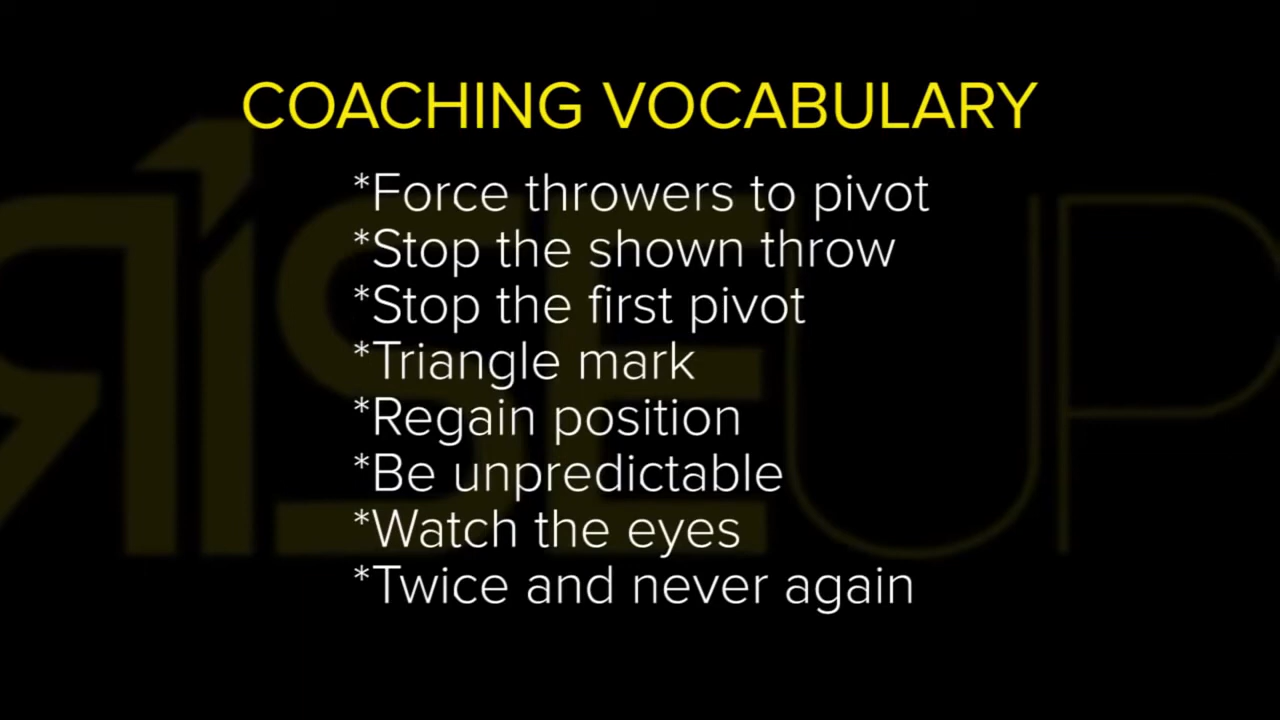 COACHING VOCABULARY
*Force throwers to pivot
*Stop the shown throw
*Stop the first pivot
*Triangle mark
*Regain position
*Be unpredictable
*Watch the eyes
*Twice and never again
RISEUP